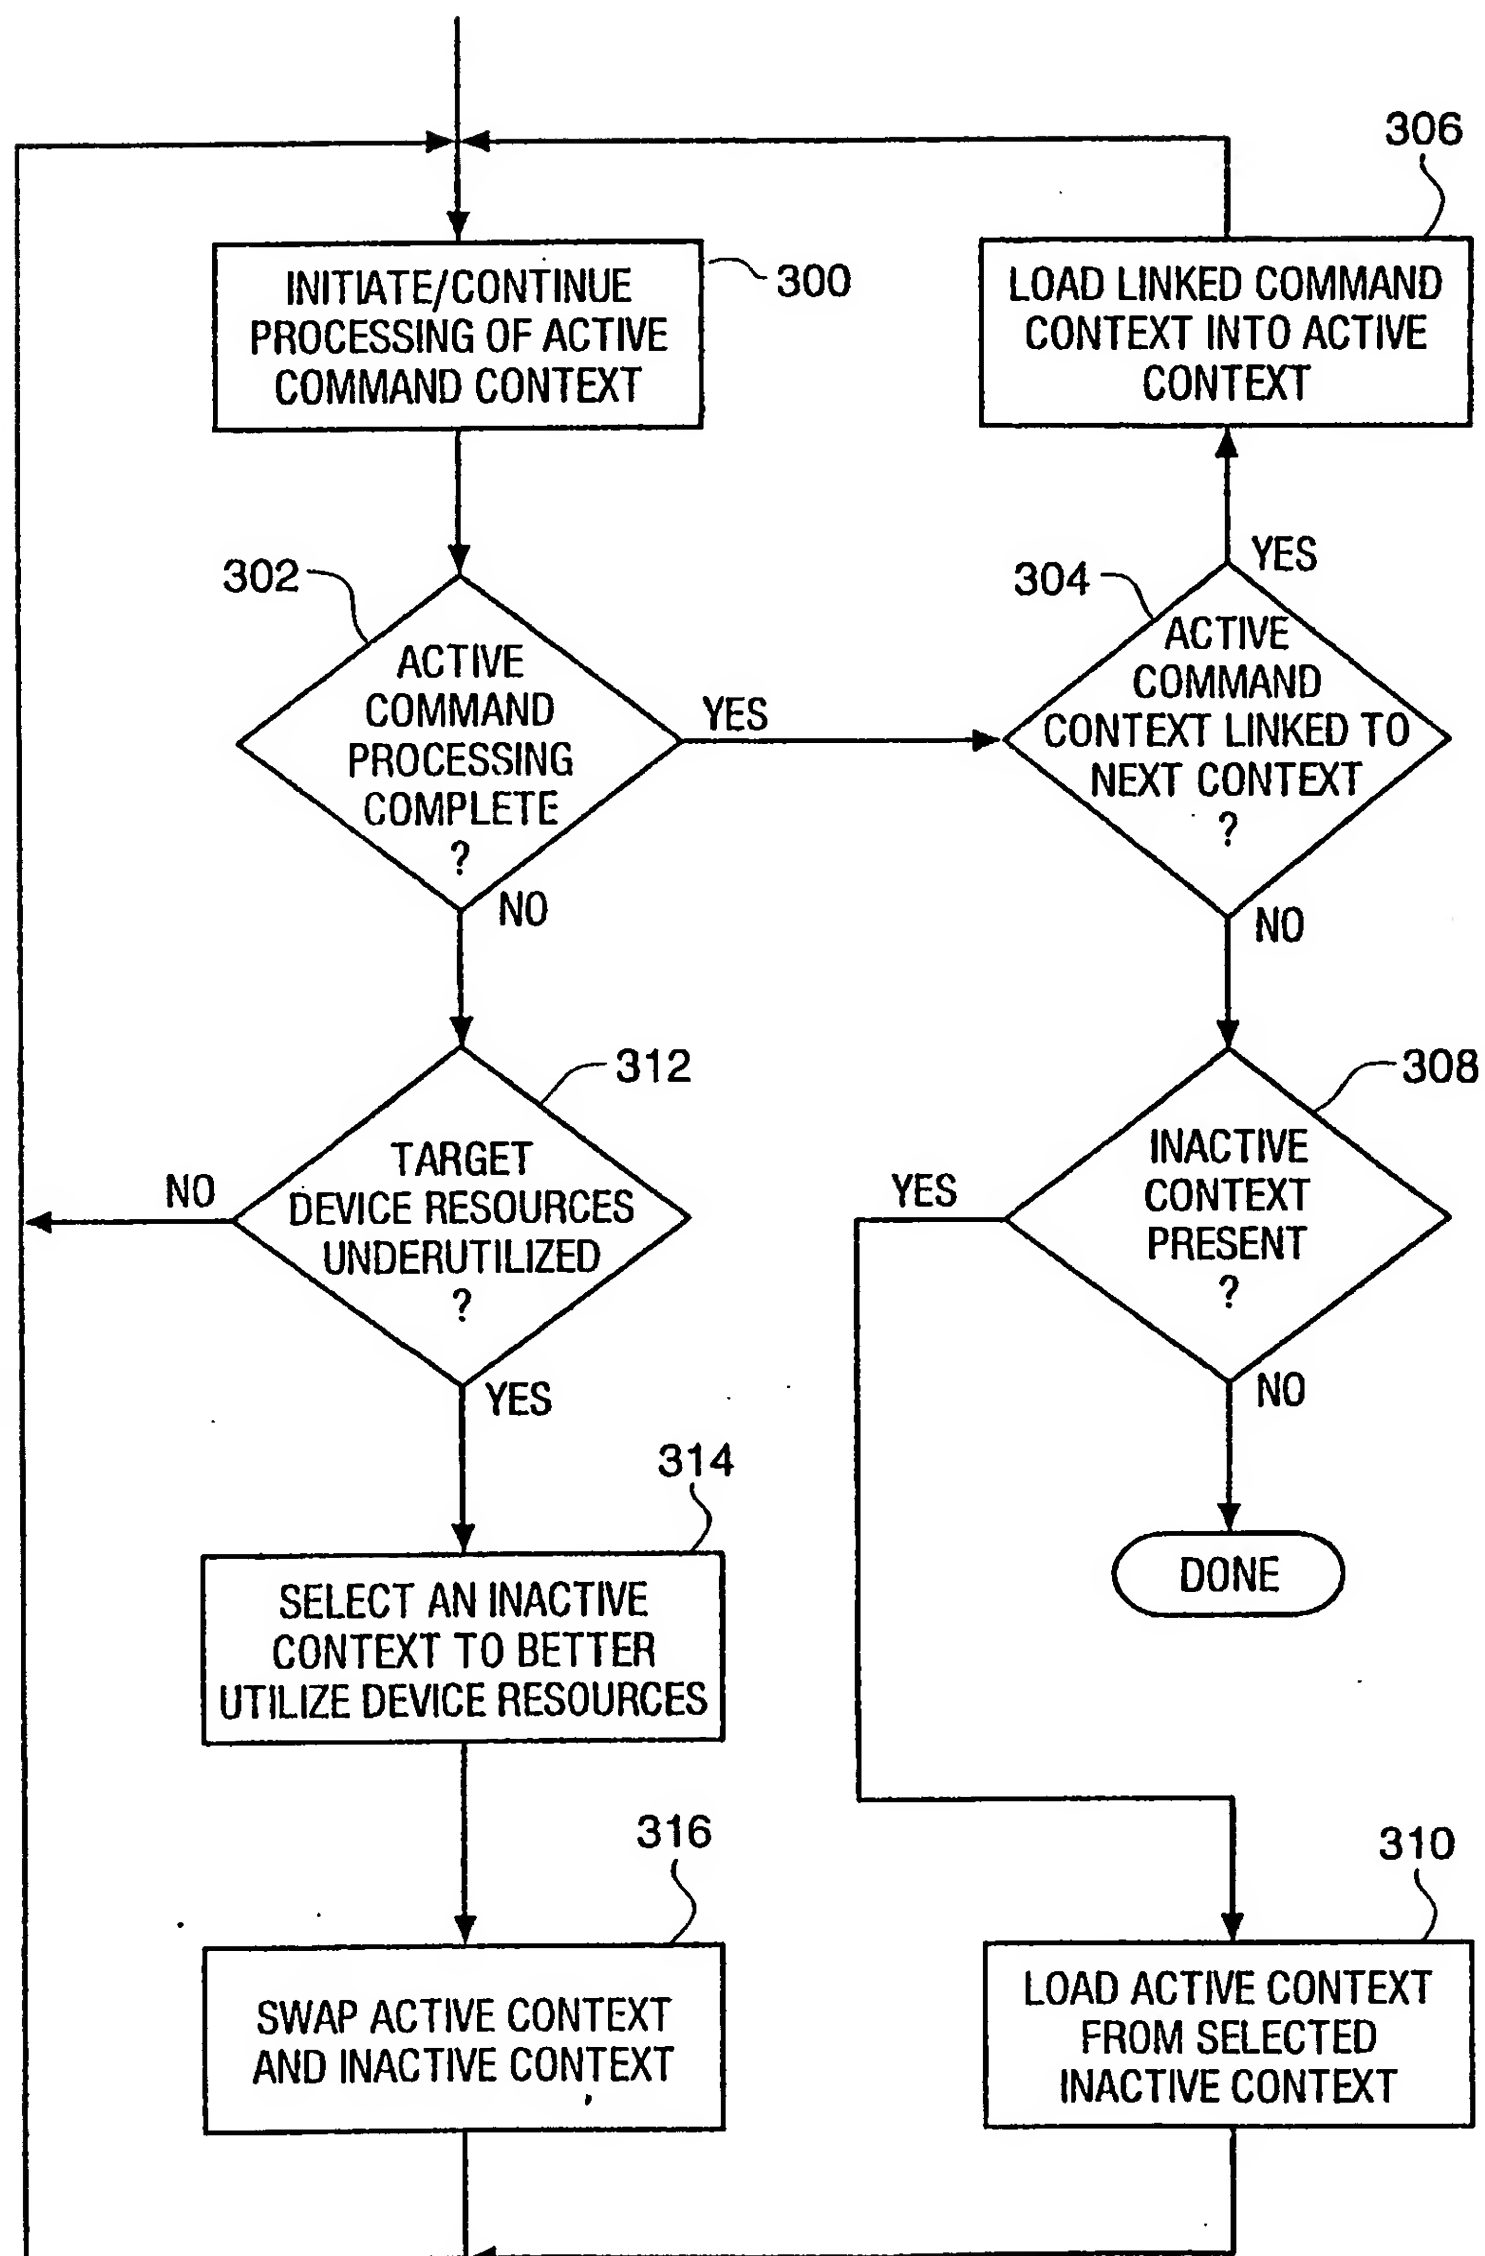 306
300
INITIATE/CONTINUE
PROCESSING OF ACTIVE
COMMAND CONTEXT
LOAD LINKED COMMAND
CONTEXT INTO ACTIVE
CONTEXT
302
ACTIVE
COMMAND
PROCESSING
COMPLETE
?
YES
NO
304
YES
ACTIVE
COMMAND
CONTEXT LINKED TO
NEXT CONTEXT
?
NO
312
TARGET
DEVICE RESOURCES
UNDERUTILIZED
?
NO
YES
308
INACTIVE
CONTEXT
PRESENT
?
YES
NO
DONE
314
SELECT AN INACTIVE
CONTEXT TO BETTER
UTILIZE DEVICE RESOURCES
316
SWAP ACTIVE CONTEXT
AND INACTIVE CONTEXT
310
LOAD ACTIVE CONTEXT
FROM SELECTED
INACTIVE CONTEXT